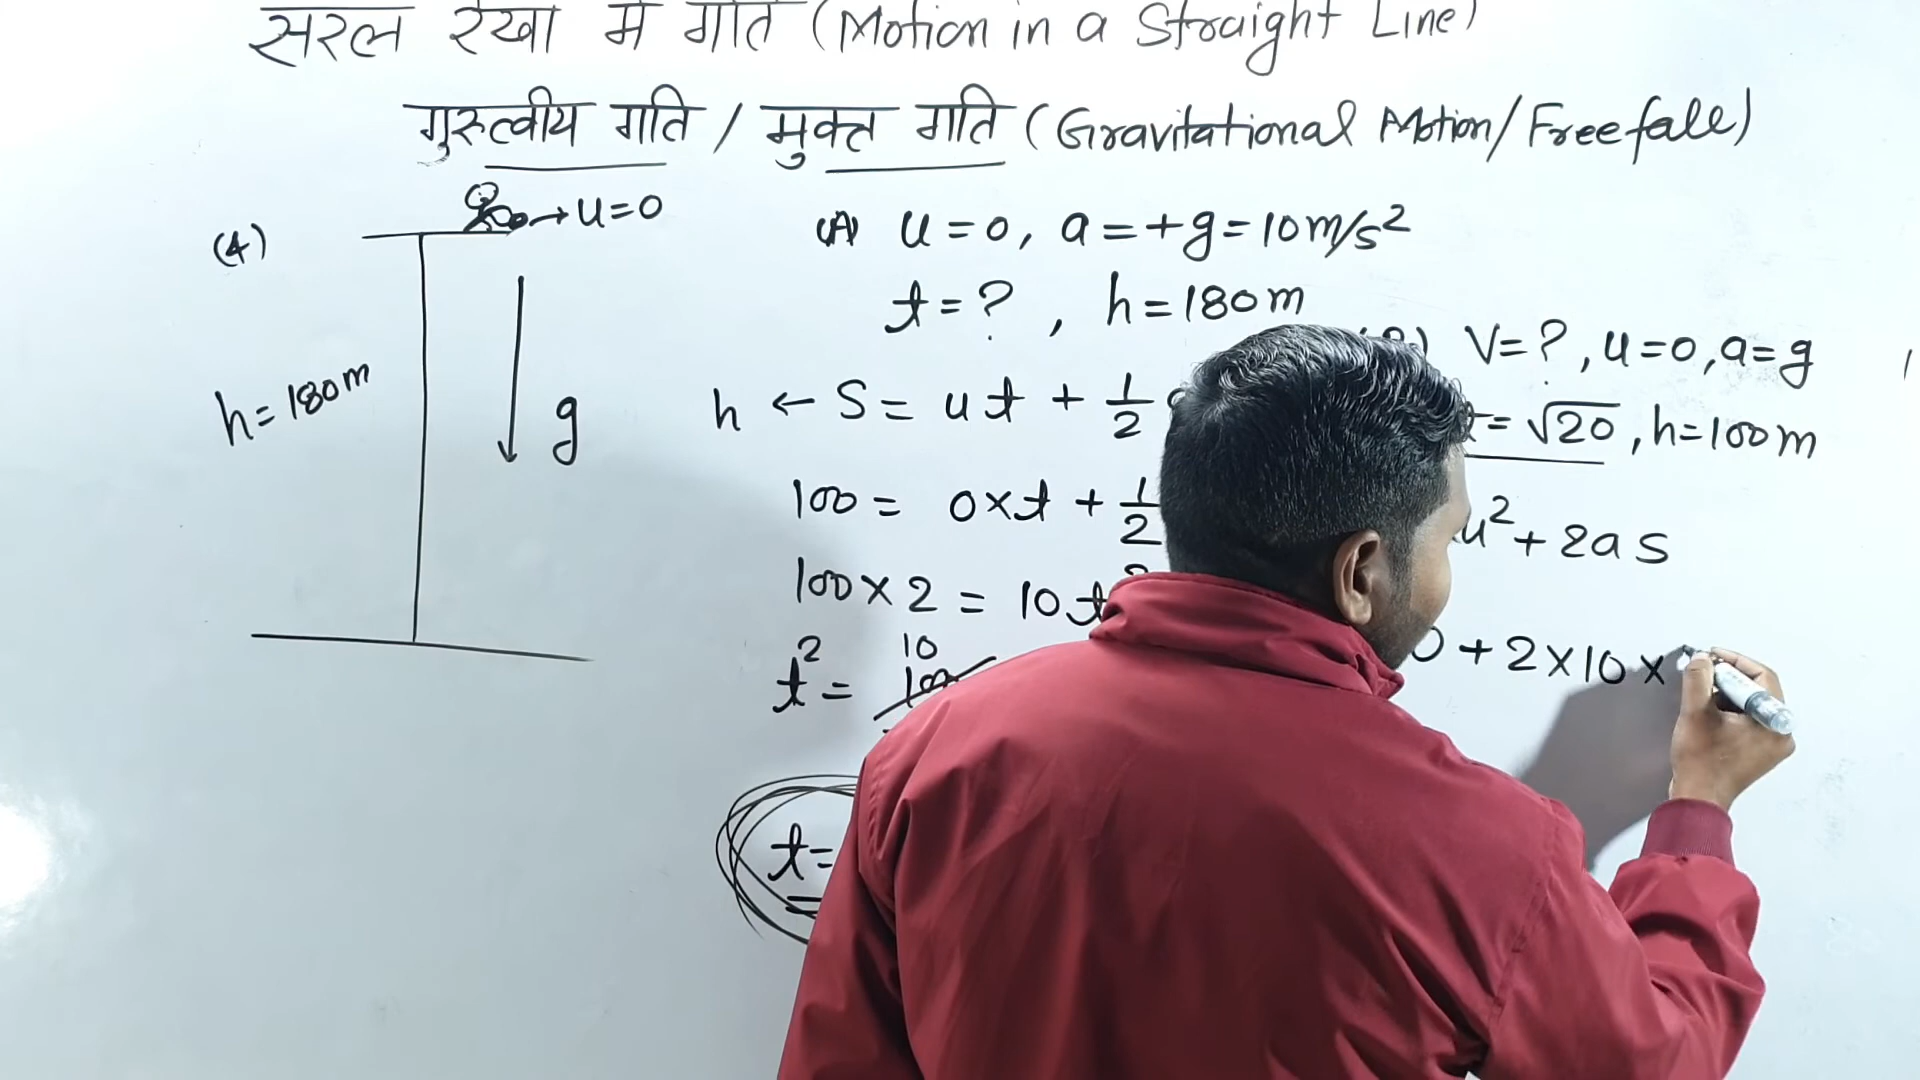 सरल रेखा में गति (Motion in a Straight Line)
गुरुत्वीय गति / मुक्त गति (Gravitational Motion/Freefall)
(4)
→ u=0
h=180m
g
(A) u=0, a=+g=10m/s²
t=? , h=180m
h ← S= ut + 1/2
100= 0×t + 1/2
100×2 = 10t
t²= 10
t=
V=?, u=0, a=g
= √20, h=100m
u²+2as
0+2×10×